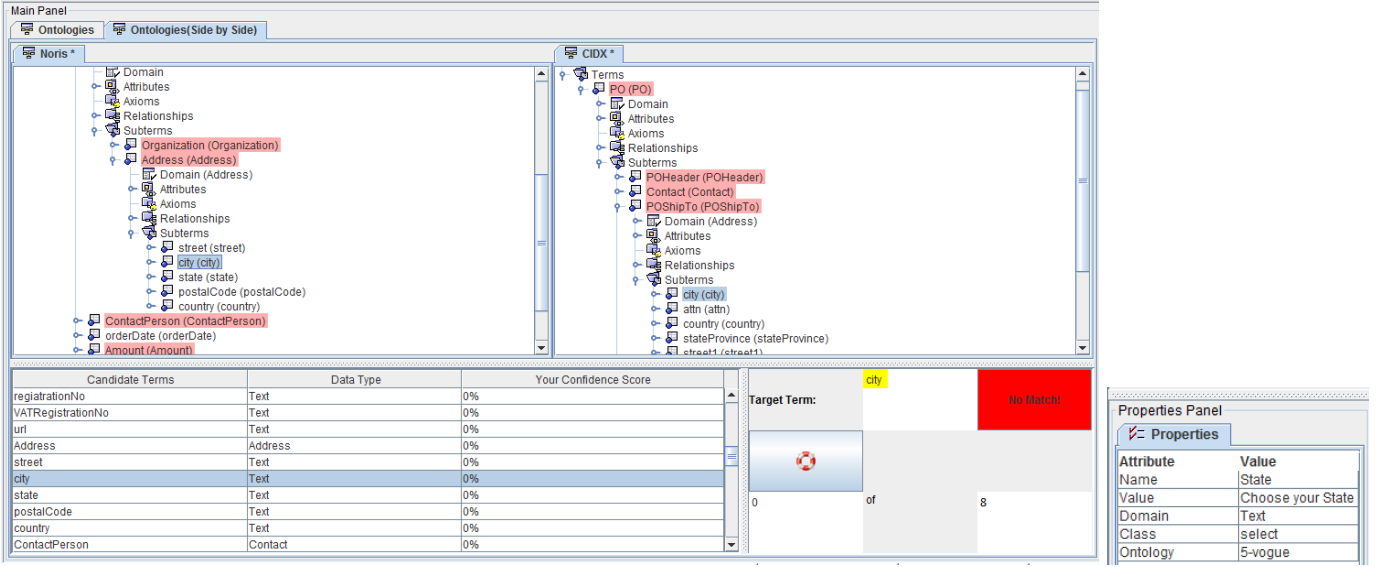 Main Panel
Ontologies
Ontologies(Side by Side)
Noris *
Domain
Attributes
Axioms
Relationships
Subterms
Organization (Organization)
Address (Address)
Domain (Address)
Attributes
Axioms
Relationships
Subterms
street (street)
city (city)
state (state)
postalCode (postalCode)
country (country)
ContactPerson (ContactPerson)
orderDate (orderDate)
Amount (Amount)
CIDX *
Terms
PO (PO)
Domain
Attributes
Axioms
Relationships
Subterms
POHeader (POHeader)
Contact (Contact)
POShipTo (POShipTo)
Domain (Address)
Attributes
Axioms
Relationships
Subterms
city (city)
attn (attn)
country (country)
stateProvince (stateProvince)
street1 (street1)
Candidate Terms Data Type Your Confidence Score
regiatrationNo Text 0%
VATRegistrationNo Text 0%
url Text 0%
Address Address 0%
street Text 0%
city Text 0%
state Text 0%
postalCode Text 0%
country Text 0%
ContactPerson Contact 0%
Target Term: city No Match!
0 of 8
Properties Panel
Properties
Attribute Value
Name State
Value Choose your State
Domain Text
Class select
Ontology 5-vogue